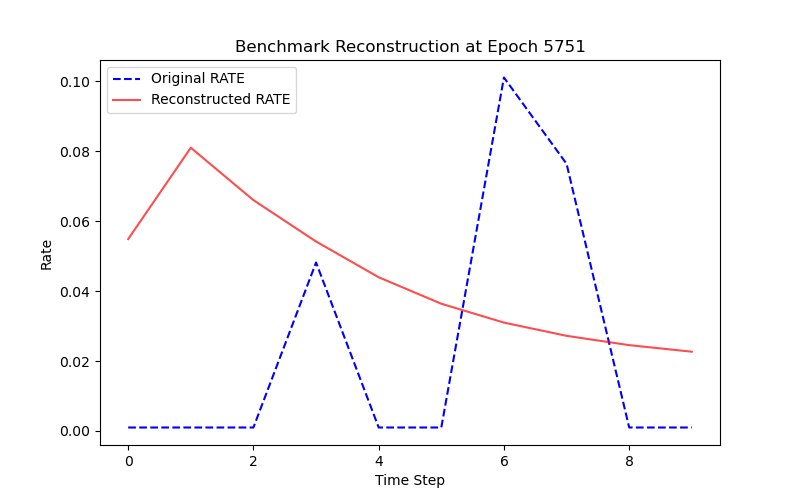 Benchmark Reconstruction at Epoch 5751
Original RATE
Reconstructed RATE
0.10
0.08
0.06
0.04
0.02
0.00
Rate
0 2 4 6 8
Time Step